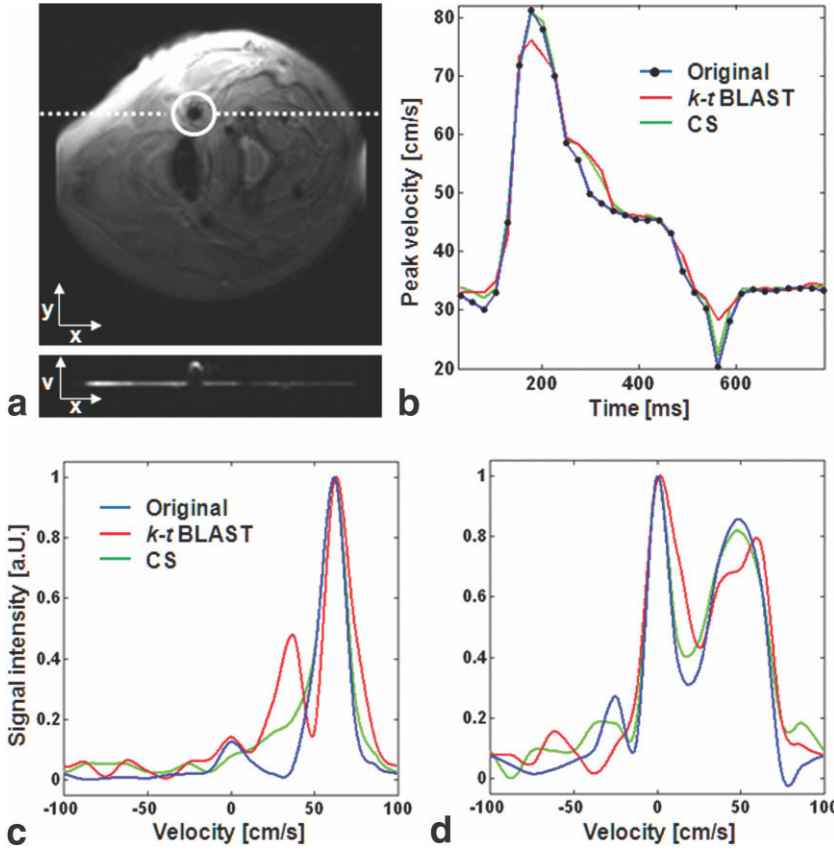 y
x
v
x
a
Peak velocity [cm/s]
80
70
60
50
40
30
20
Original
k-t BLAST
CS
200
400
600
Time [ms]
b
Signal intensity [a.U.]
1
0.8
0.6
0.4
0.2
0
Original
k-t BLAST
CS
-100
-50
0
50
100
Velocity [cm/s]
c
1
0.8
0.6
0.4
0.2
0
-100
-50
0
50
100
Velocity [cm/s]
d